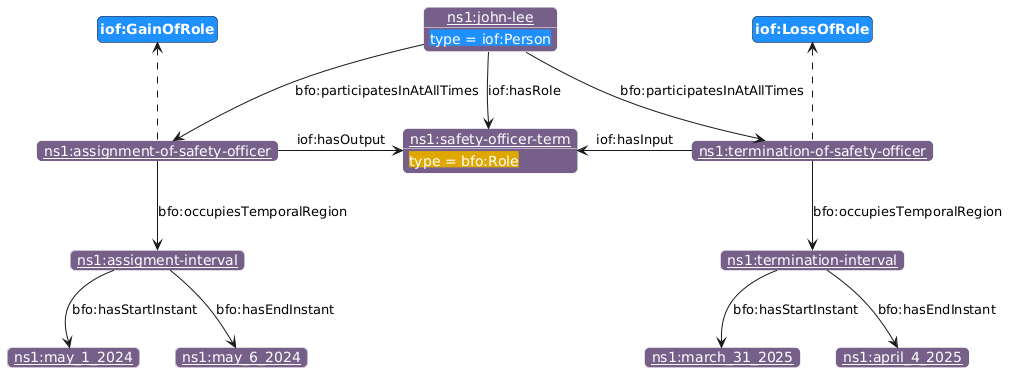 iof:GainOfRole
ns1:john-lee
type = iof:Person
iof:LossOfRole
bfo:participatesInAtAllTimes
iof:hasRole
bfo:participatesInAtAllTimes
ns1:assignment-of-safety-officer
iof:hasOutput
ns1:safety-officer-term
type = bfo:Role
iof:hasInput
ns1:termination-of-safety-officer
bfo:occupiesTemporalRegion
bfo:occupiesTemporalRegion
ns1:assigment-interval
ns1:termination-interval
bfo:hasStartInstant
bfo:hasEndInstant
bfo:hasStartInstant
bfo:hasEndInstant
ns1:may_1_2024
ns1:may_6_2024
ns1:march_31_2025
ns1:april_4_2025